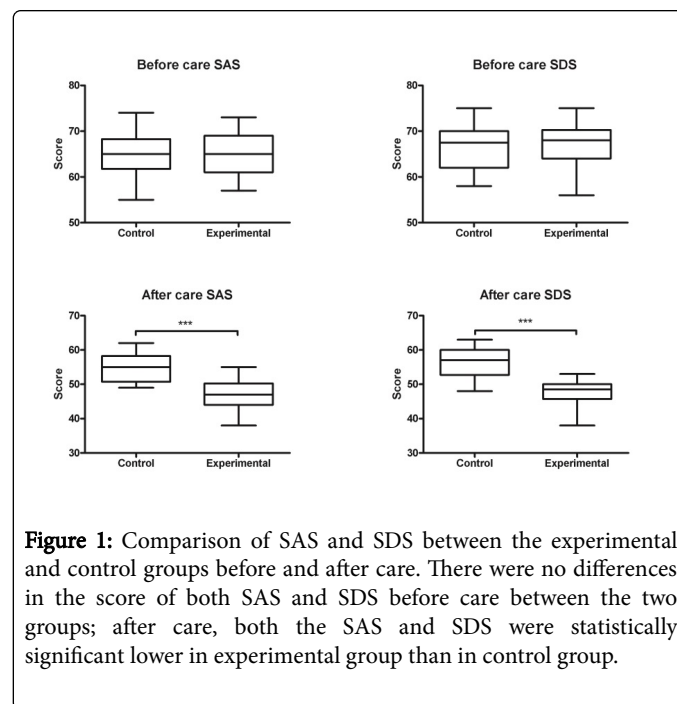 Before care SAS
80
70
60
50
Score
Control Experimental
Before care SDS
80
70
60
50
Score
Control Experimental
After care SAS
70
60
50
40
30
Score
***
Control Experimental
After care SDS
70
60
50
40
30
Score
***
Control Experimental
Figure 1: Comparison of SAS and SDS between the experimental
and control groups before and after care. There were no differences
in the score of both SAS and SDS before care between the two
groups; after care, both the SAS and SDS were statistically
significant lower in experimental group than in control group.